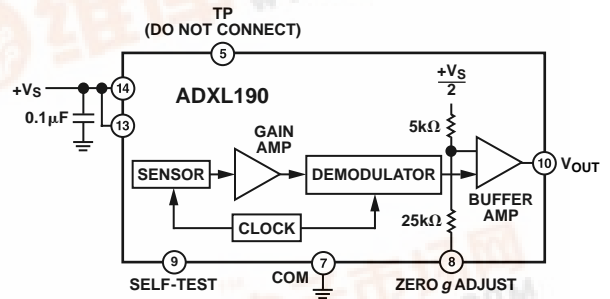 TP
(DO NOT CONNECT)
5
+VS
14
ADXL190
+VS
2
0.1µF
13
5kΩ
GAIN
AMP
SENSOR
DEMODULATOR
10
VOUT
BUFFER
AMP
25kΩ
CLOCK
9
7
8
SELF-TEST
COM
ZERO g ADJUST